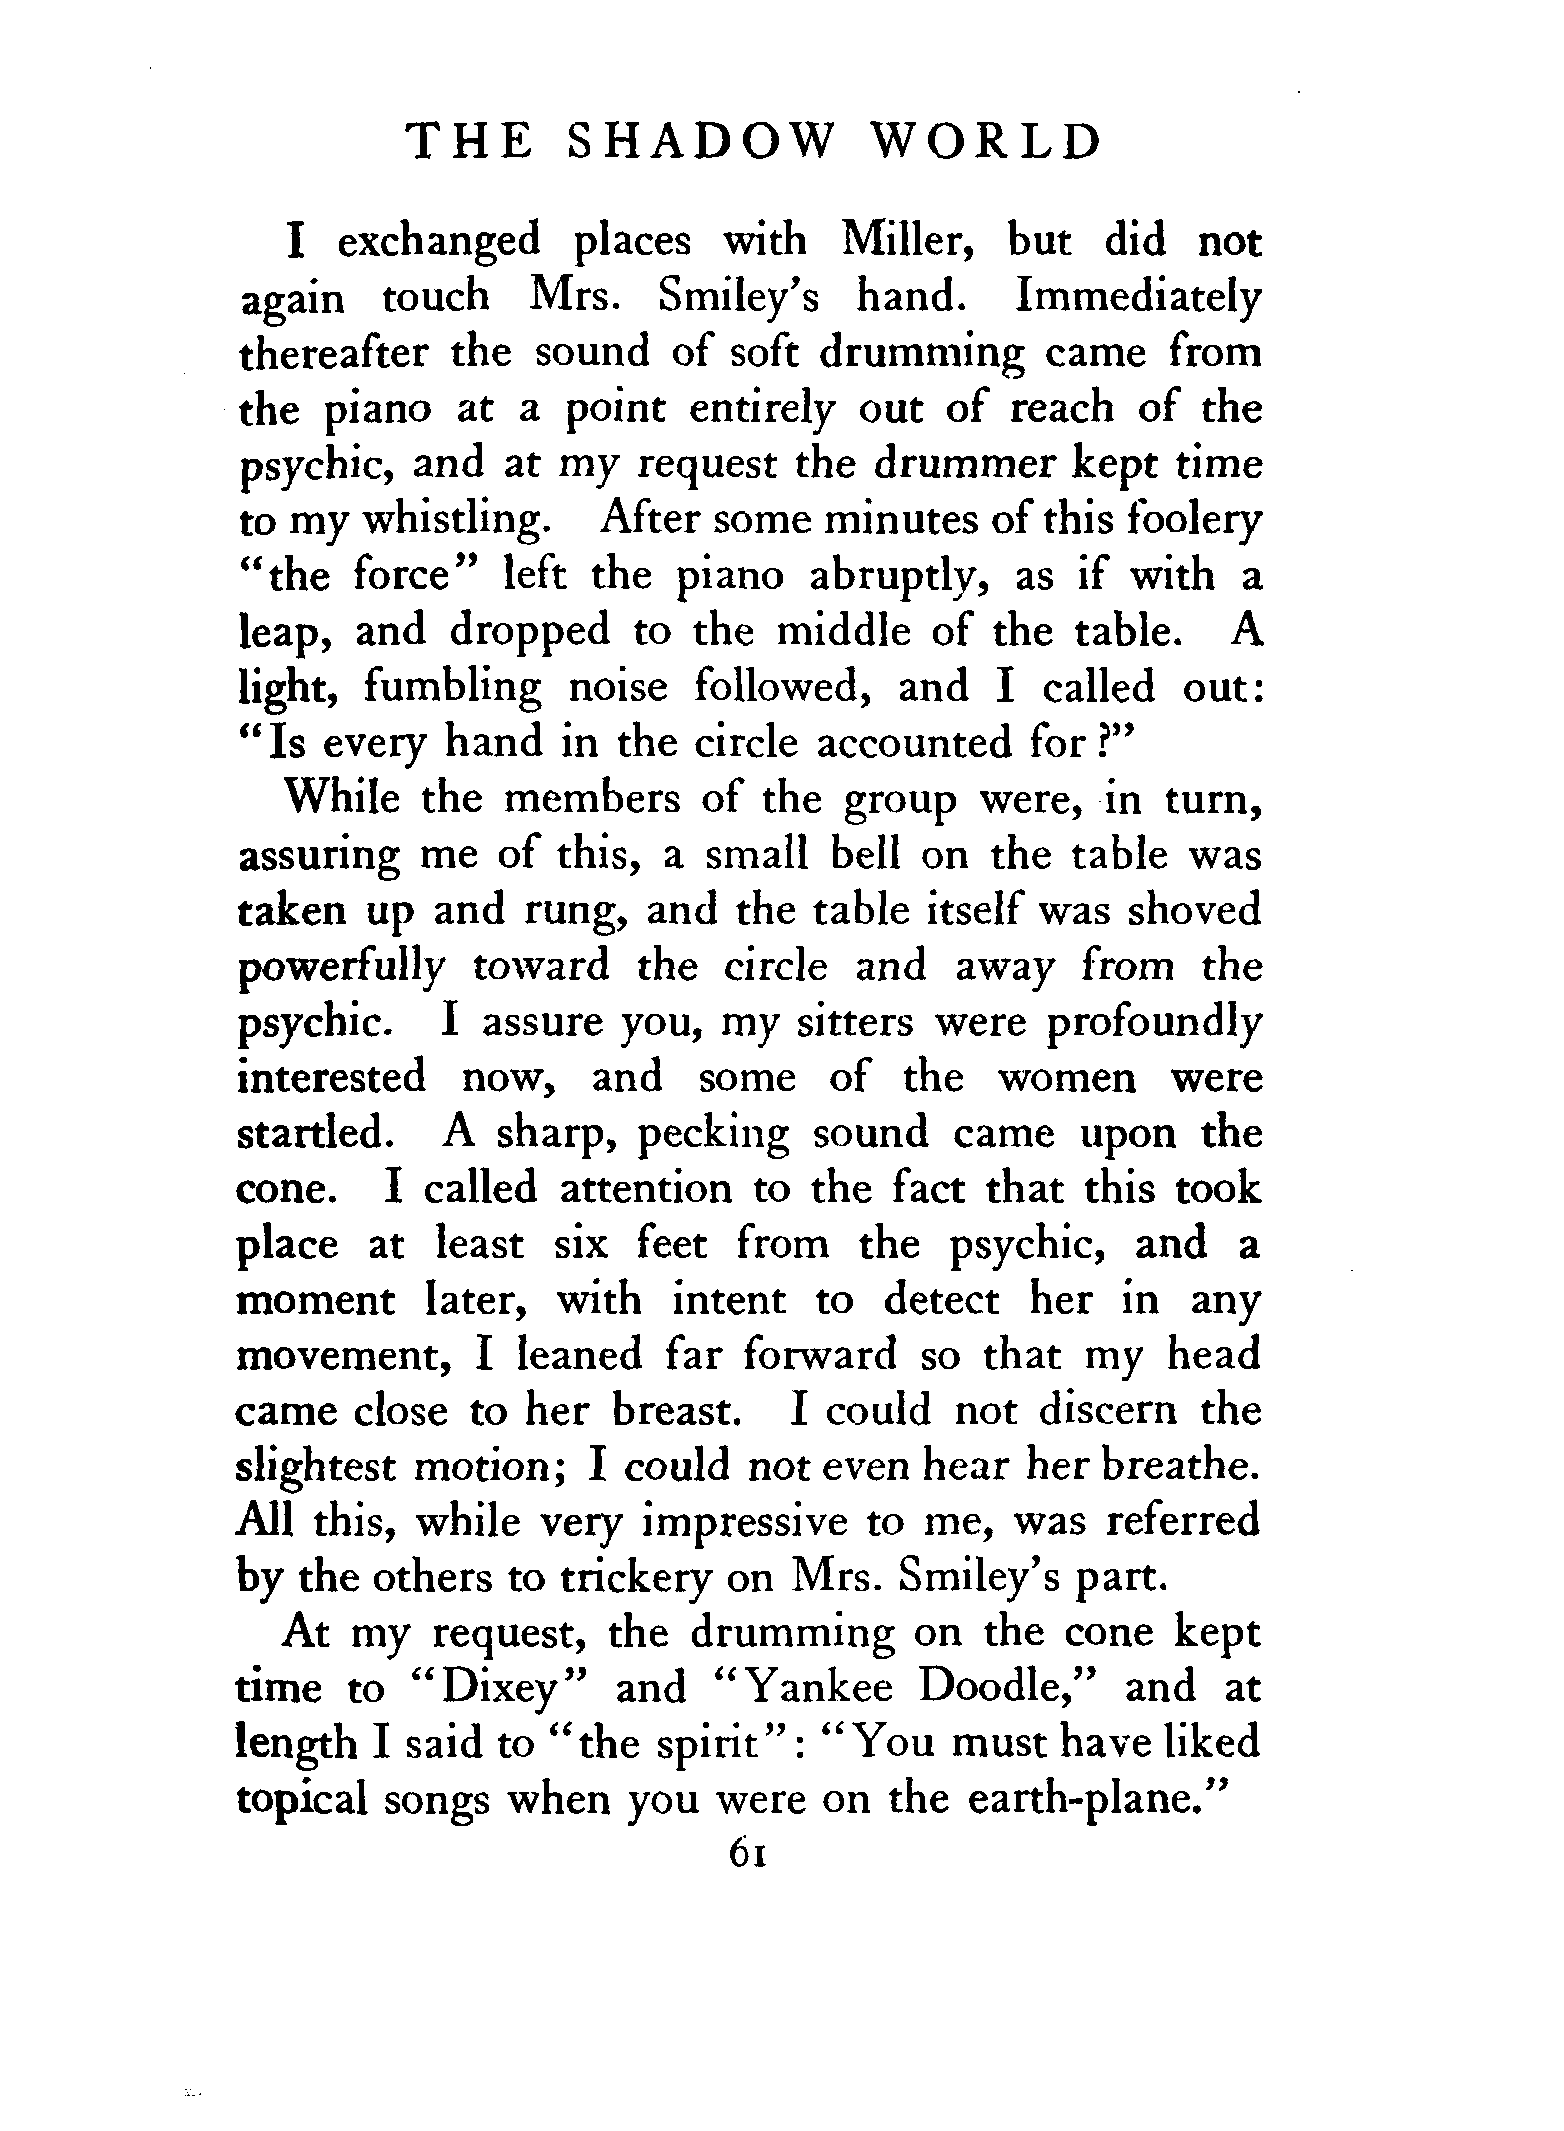 THE SHADOW WORLD
I exchanged places with Miller, but did not
again touch Mrs. Smiley's hand. Immediately
thereafter the sound of soft drumming came from
the piano at a point entirely out of reach of the
psychic, and at my request the drummer kept time
to my whistling. After some minutes of this foolery
"the force" left the piano abruptly, as if with a
leap, and dropped to the middle of the table. A
light, fumbling noise followed, and I called out:
"Is every hand in the circle accounted for?"
While the members of the group were, in turn,
assuring me of this, a small bell on the table was
taken up and rung, and the table itself was shoved
powerfully toward the circle and away from the
psychic. I assure you, my sitters were profoundly
interested now, and some of the women were
startled. A sharp, pecking sound came upon the
cone. I called attention to the fact that this took
place at least six feet from the psychic, and a
moment later, with intent to detect her in any
movement, I leaned far forward so that my head
came close to her breast. I could not discern the
slightest motion; I could not even hear her breathe.
All this, while very impressive to me, was referred
by the others to trickery on Mrs. Smiley's part.
At my request, the drumming on the cone kept
time to "Dixey" and "Yankee Doodle," and at
length I said to "the spirit": "You must have liked
topical songs when you were on the earth-plane."
61